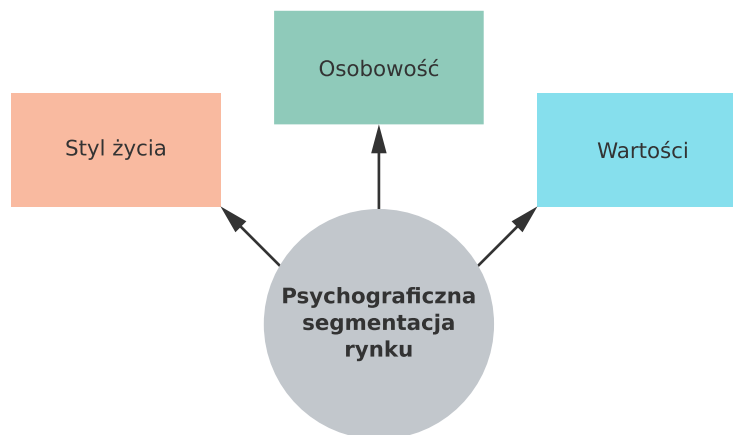 Osobowość
Styl życia
Wartości
Psychograficzna
segmentacja
rynku